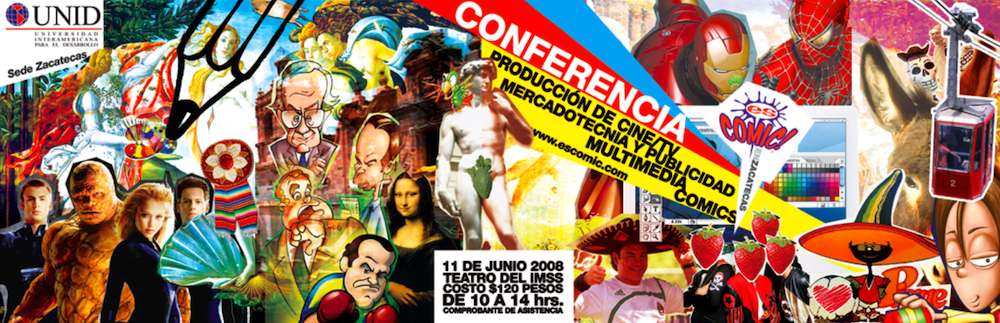 UNID
UNIVERSIDAD
INTERAMERICANA
PARA EL DESARROLLO
Sede Zacatecas
CONFERENCIA
PRODUCCION DE CINE/TV
MERCADOTECNIA Y PUBLICIDAD
MULTIMEDIA
COMICS
www.escomic.com
es
COMIC!
ZACATECAS
11 DE JUNIO 2008
TEATRO DEL IMSS
COSTO $120 PESOS
DE 10 A 14 hrs.
COMPROBANTE DE ASISTENCIA
2